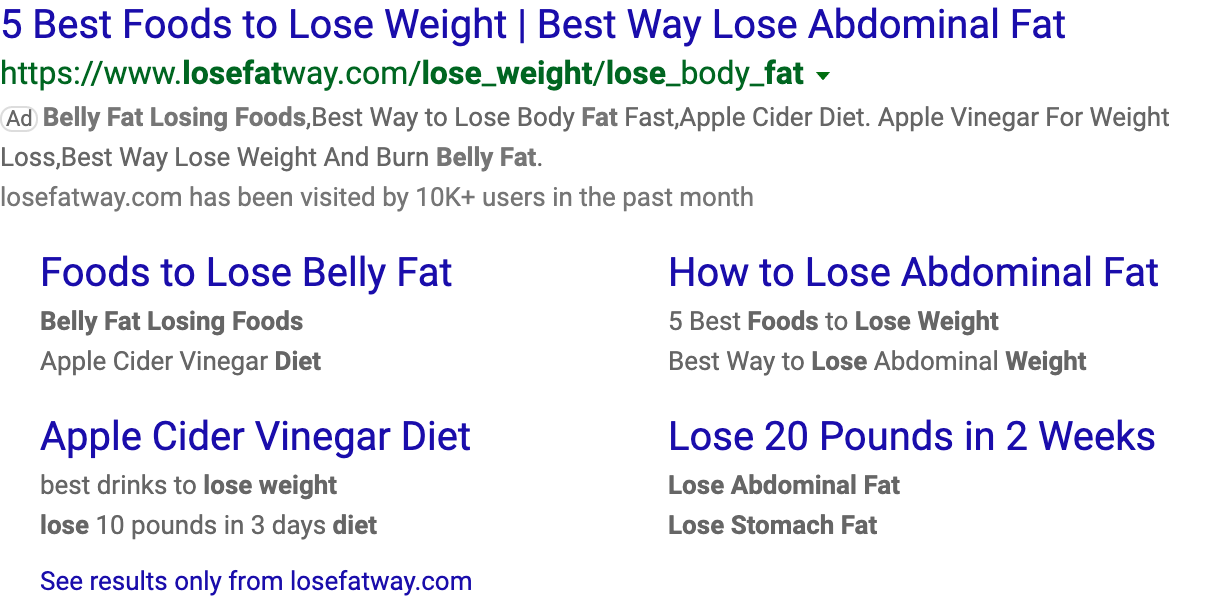 5 Best Foods to Lose Weight | Best Way Lose Abdominal Fat
https://www.losefatway.com/lose_weight/lose_body_fat
Ad Belly Fat Losing Foods,Best Way to Lose Body Fat Fast,Apple Cider Diet. Apple Vinegar For Weight
Loss,Best Way Lose Weight And Burn Belly Fat.
losefatway.com has been visited by 10K+ users in the past month
Foods to Lose Belly Fat
Belly Fat Losing Foods
Apple Cider Vinegar Diet
How to Lose Abdominal Fat
5 Best Foods to Lose Weight
Best Way to Lose Abdominal Weight
Apple Cider Vinegar Diet
best drinks to lose weight
lose 10 pounds in 3 days diet
Lose 20 Pounds in 2 Weeks
Lose Abdominal Fat
Lose Stomach Fat
See results only from losefatway.com